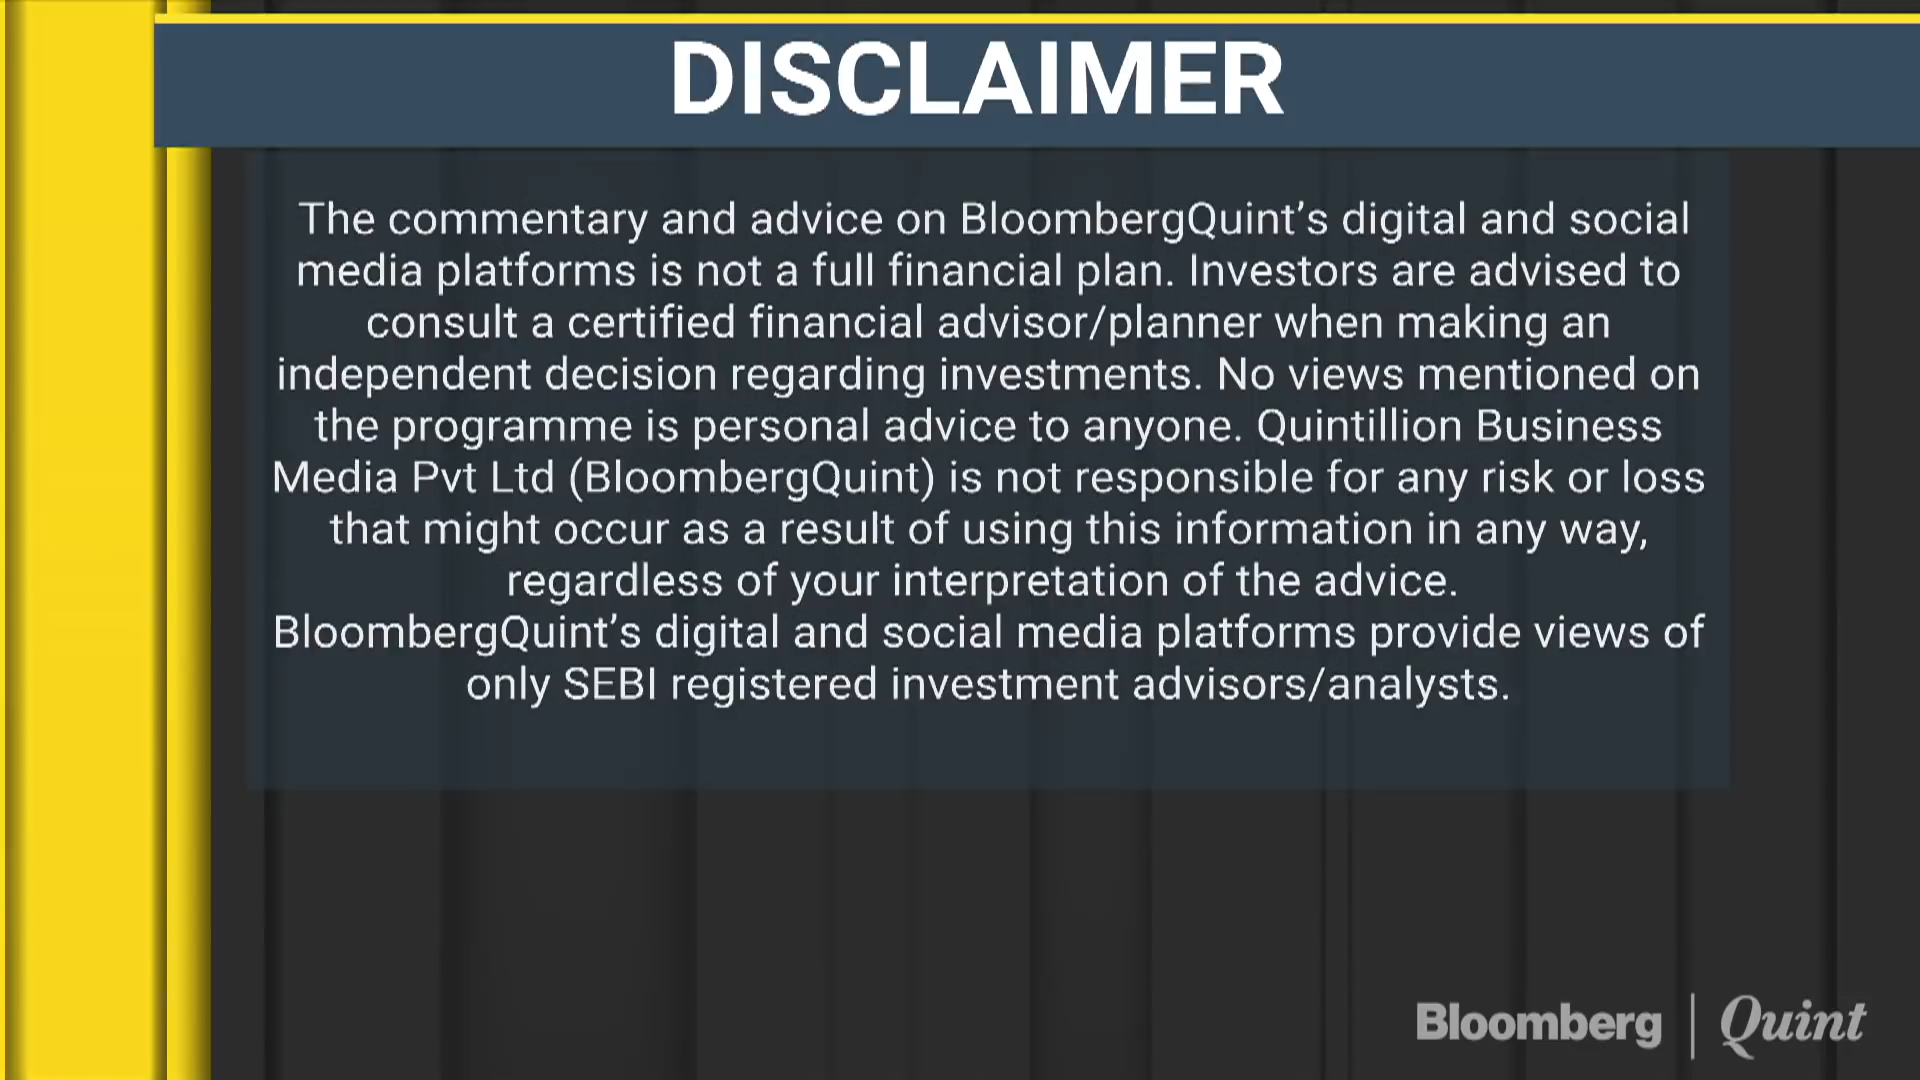 DISCLAIMER
The commentary and advice on BloombergQuint’s digital and social
media platforms is not a full financial plan. Investors are advised to
consult a certified financial advisor/planner when making an
independent decision regarding investments. No views mentioned on
the programme is personal advice to anyone. Quintillion Business
Media Pvt Ltd (BloombergQuint) is not responsible for any risk or loss
that might occur as a result of using this information in any way,
regardless of your interpretation of the advice.
BloombergQuint’s digital and social media platforms provide views of
only SEBI registered investment advisors/analysts.
Bloomberg | Quint